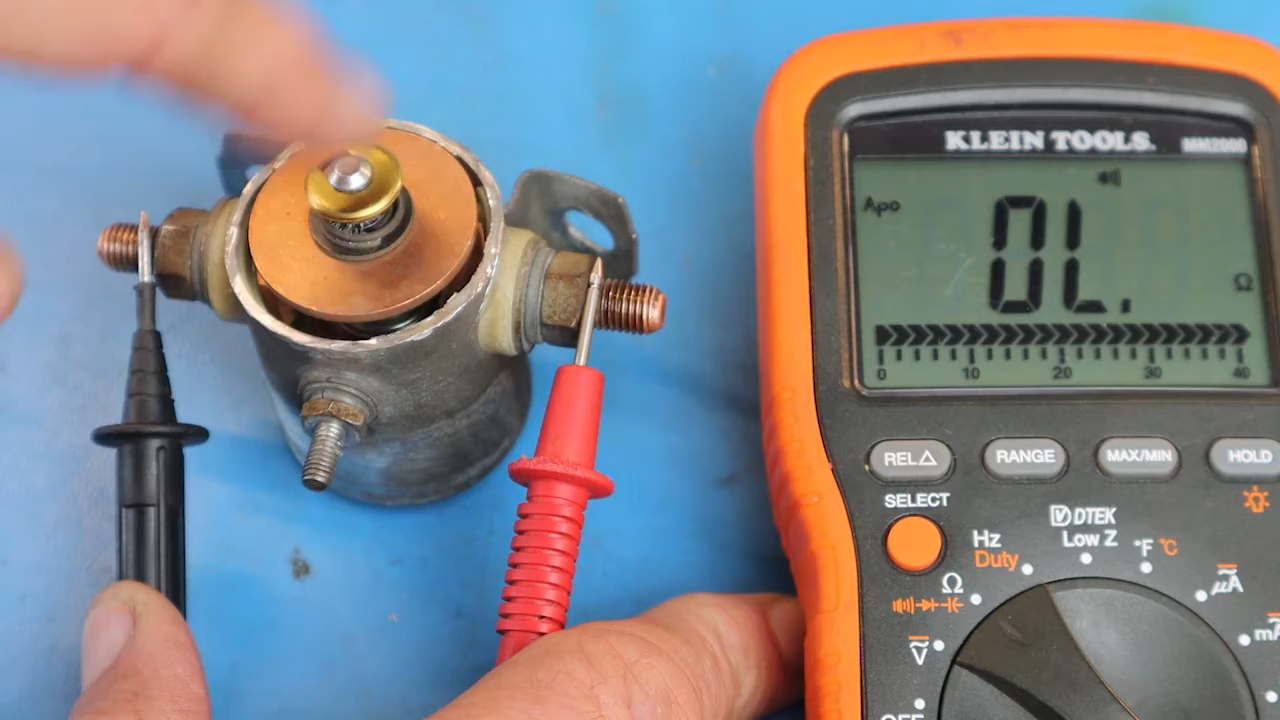 KLEIN TOOLS. MM2000
Apo
OL.
Ω
0 10 20 30 40
REL△ RANGE MAX/MIN HOLD
SELECT
V DTEK
Low Z
Hz
Duty
°F °C
Ω
µA
mA
V
OFF